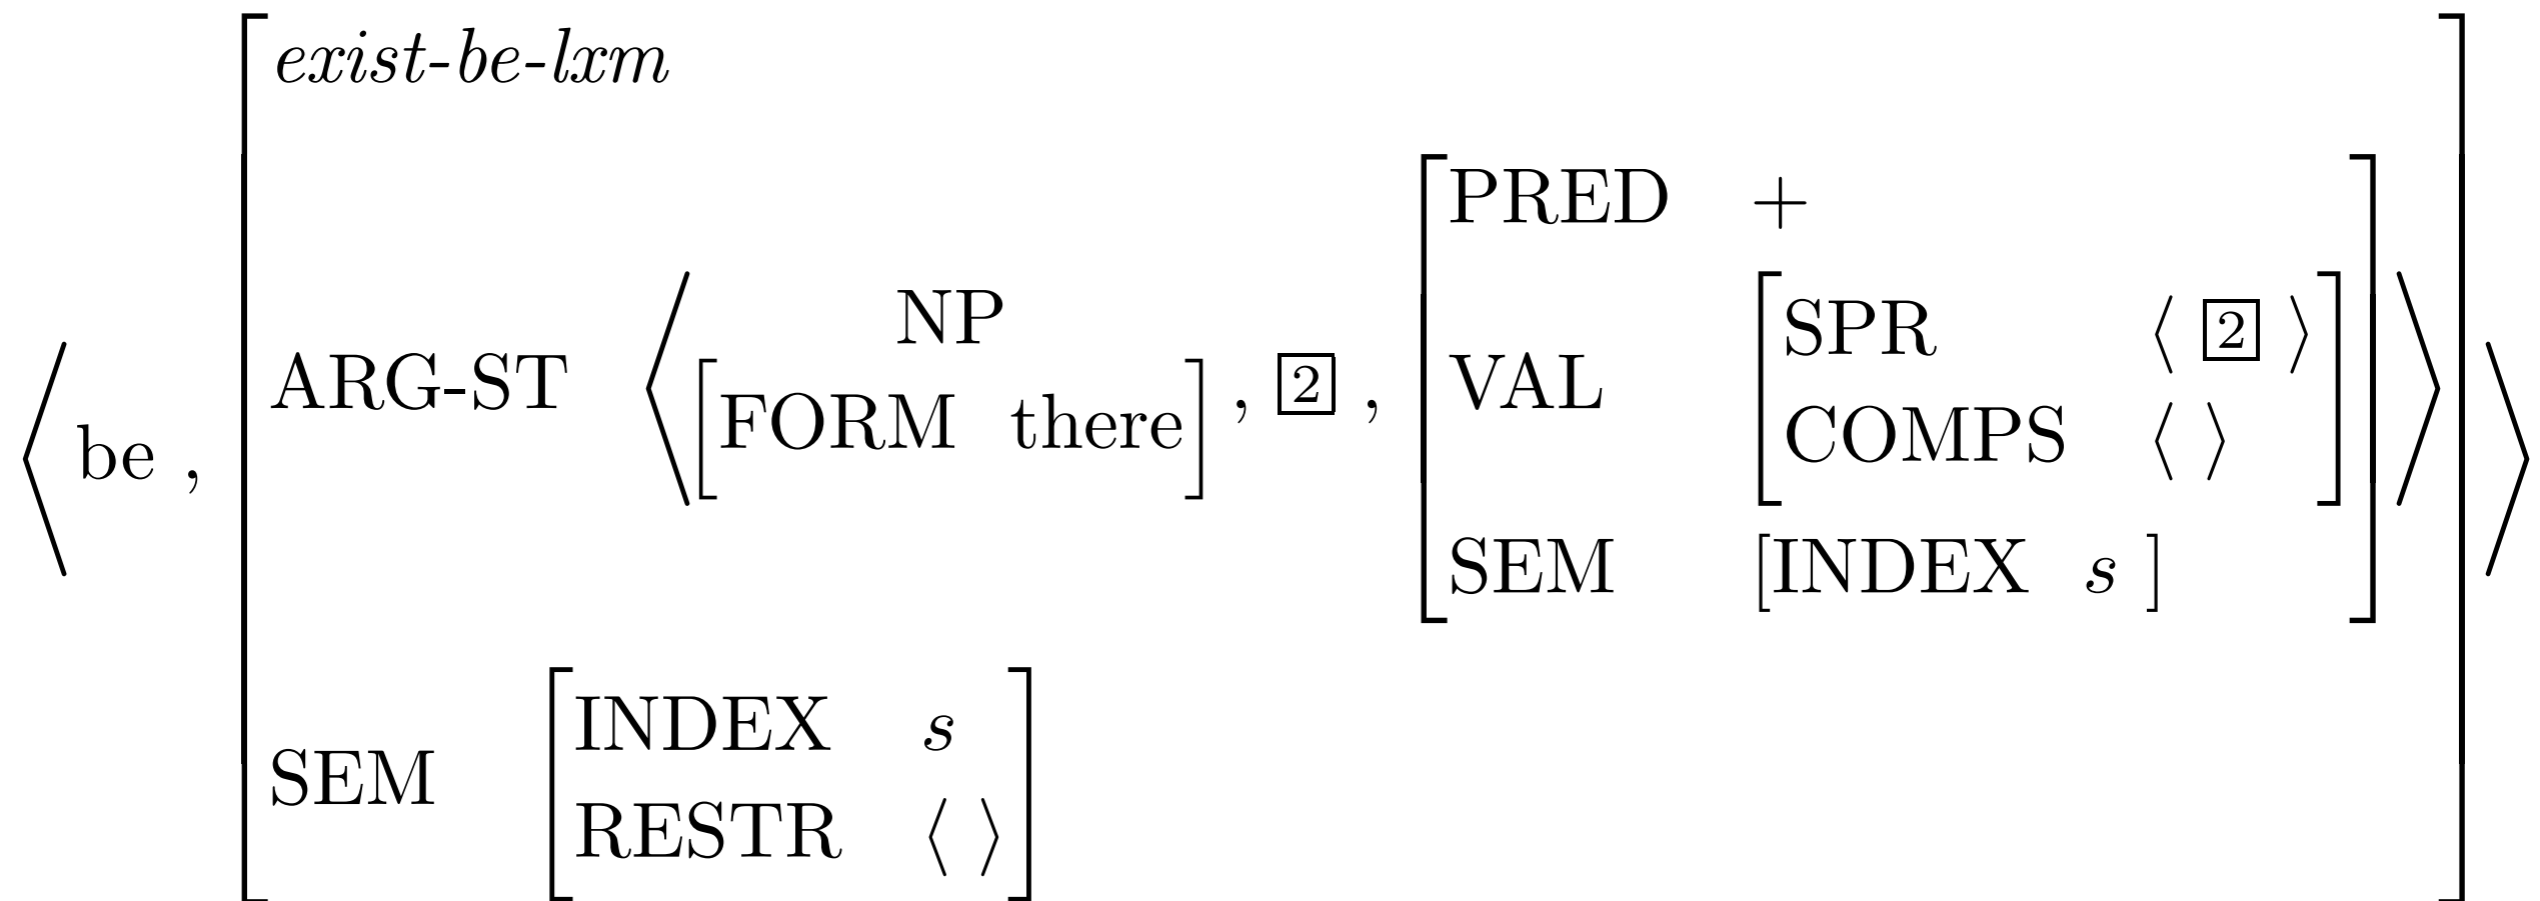 exist-be-lxm
PRED +
NP
SPR ⟨ 2 ⟩
ARG-ST ⟨ [FORM there] , 2 , VAL
COMPS ⟨ ⟩
⟨ be ,
SEM [INDEX s ]
INDEX s
SEM
RESTR ⟨ ⟩